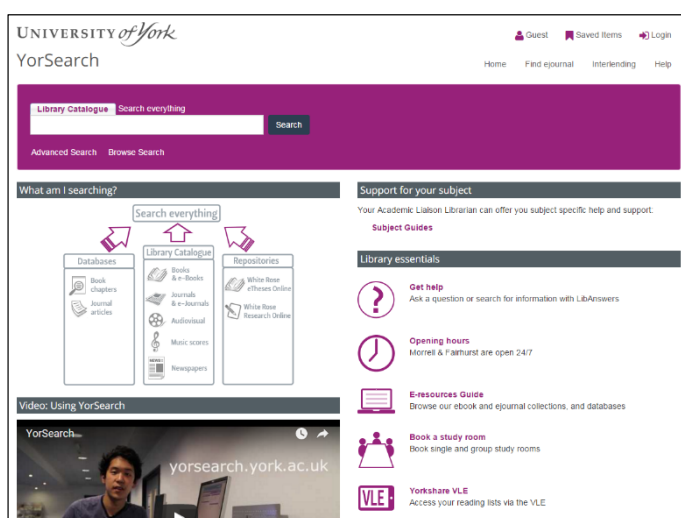 UNIVERSITY of York
Guest Saved Items Login
YorSearch
Home Find ejournal Interlending Help
Library Catalogue Search everything
Search
Advanced Search Browse Search
What am I searching?
Search everything
Databases
Book
chapters
Journal
articles
Library Catalogue
Books
& e-Books
Journals
& e-Journals
Audiovisual
Music scores
Newspapers
Repositories
White Rose
eTheses Online
White Rose
Research Online
Video: Using YorSearch
YorSearch
yorsearch.york.ac.uk
Support for your subject
Your Academic Liaison Librarian can offer you subject specific help and support:
Subject Guides
Library essentials
Get help
Ask a question or search for information with LibAnswers
Opening hours
Morrell & Fairhurst are open 24/7
E-resources Guide
Browse our ebook and ejournal collections, and databases
Book a study room
Book single and group study rooms
VLE
Yorkshare VLE
Access your reading lists via the VLE